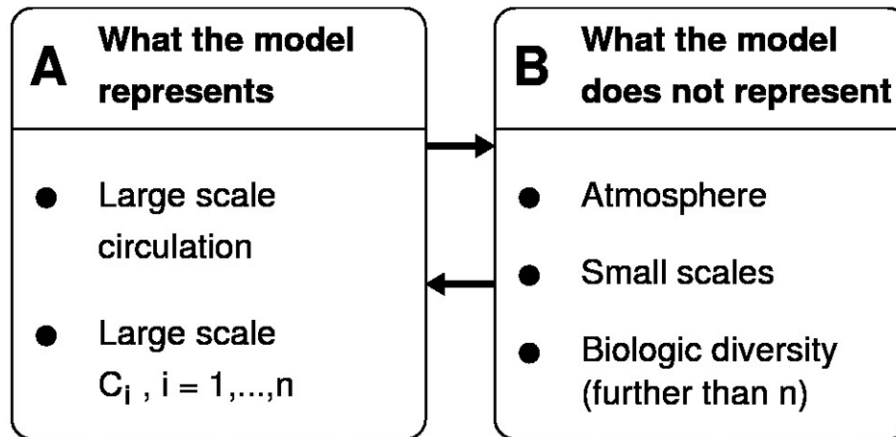 A
What the model
represents
● Large scale
circulation
● Large scale
Cᵢ , i = 1,...,n
B
What the model
does not represent
● Atmosphere
● Small scales
● Biologic diversity
(further than n)